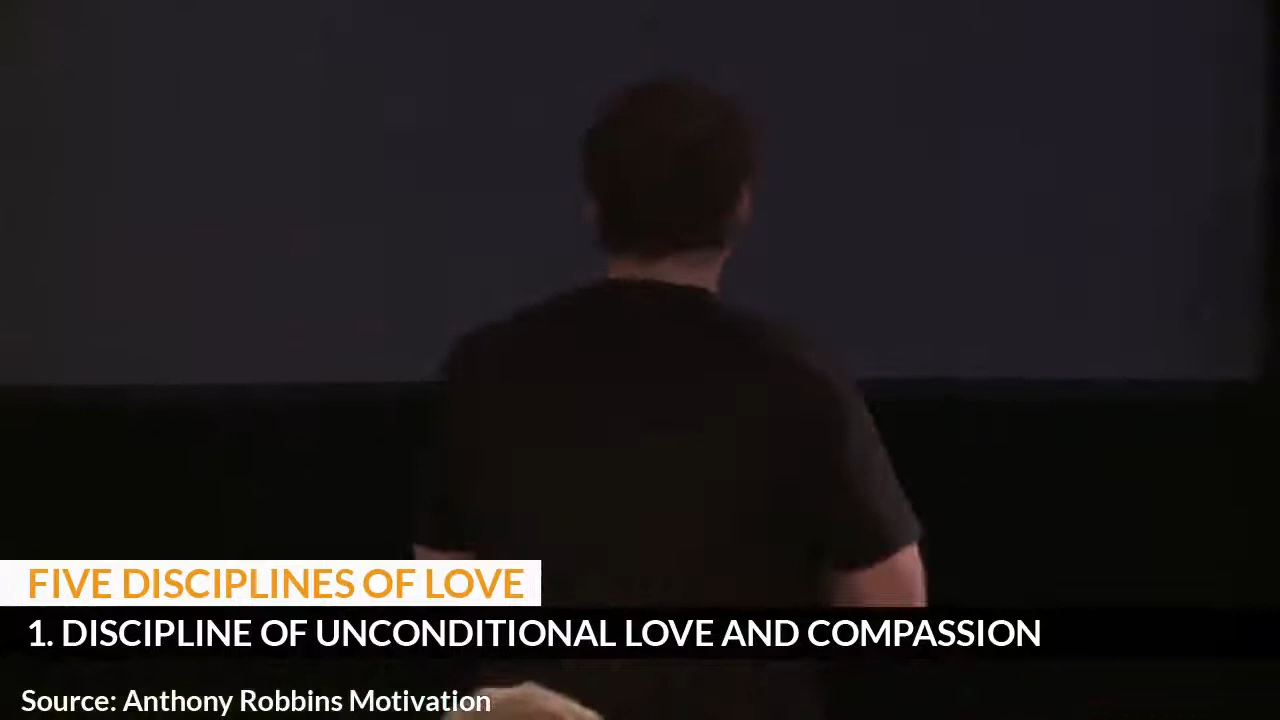 FIVE DISCIPLINES OF LOVE
1. DISCIPLINE OF UNCONDITIONAL LOVE AND COMPASSION
Source: Anthony Robbins Motivation